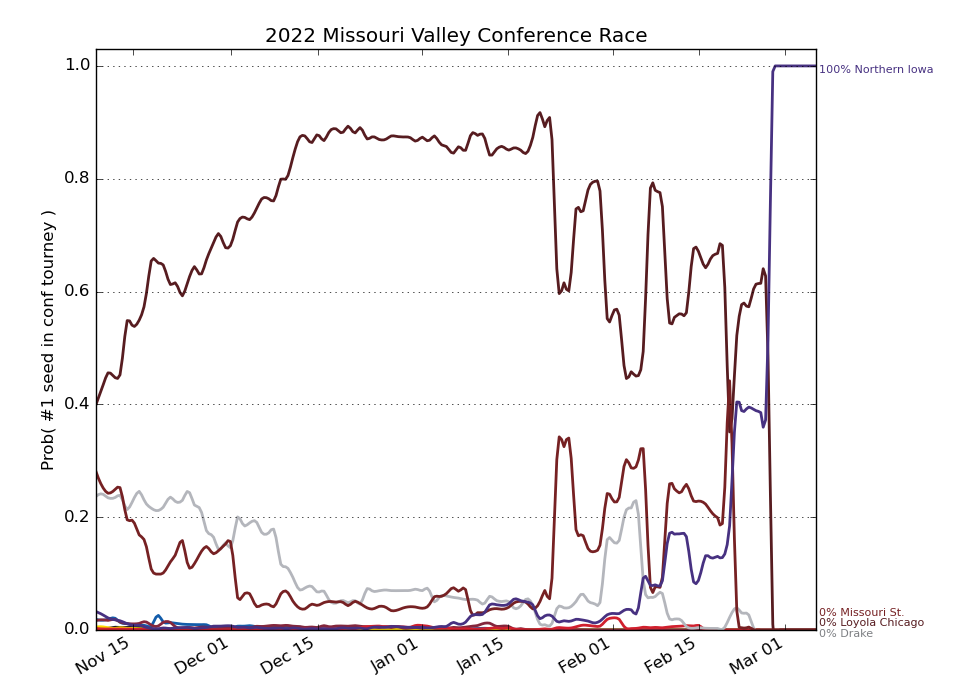 2022 Missouri Valley Conference Race
Prob( #1 seed in conf tourney )
1.0
0.8
0.6
0.4
0.2
0.0
100% Northern Iowa
0% Missouri St.
0% Loyola Chicago
0% Drake
Nov 15
Dec 01
Dec 15
Jan 01
Jan 15
Feb 01
Feb 15
Mar 01